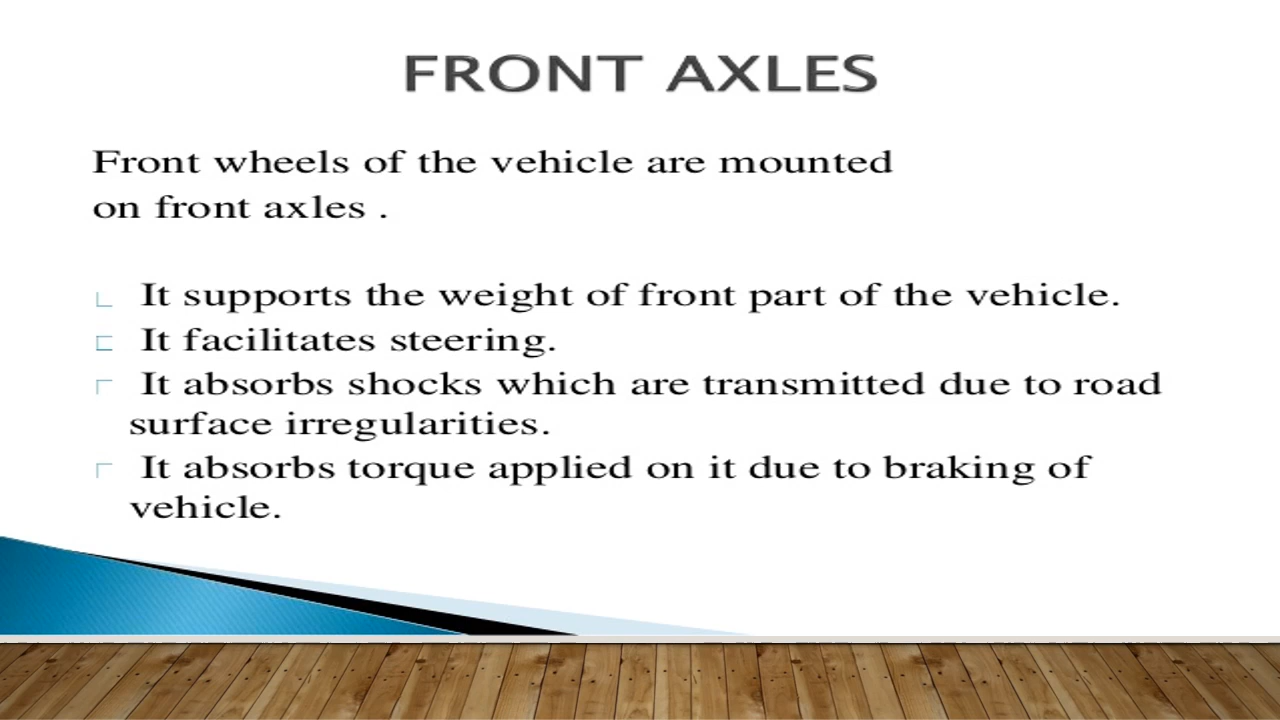 FRONT AXLES
Front wheels of the vehicle are mounted
on front axles .
It supports the weight of front part of the vehicle.
It facilitates steering.
It absorbs shocks which are transmitted due to road
surface irregularities.
It absorbs torque applied on it due to braking of
vehicle.